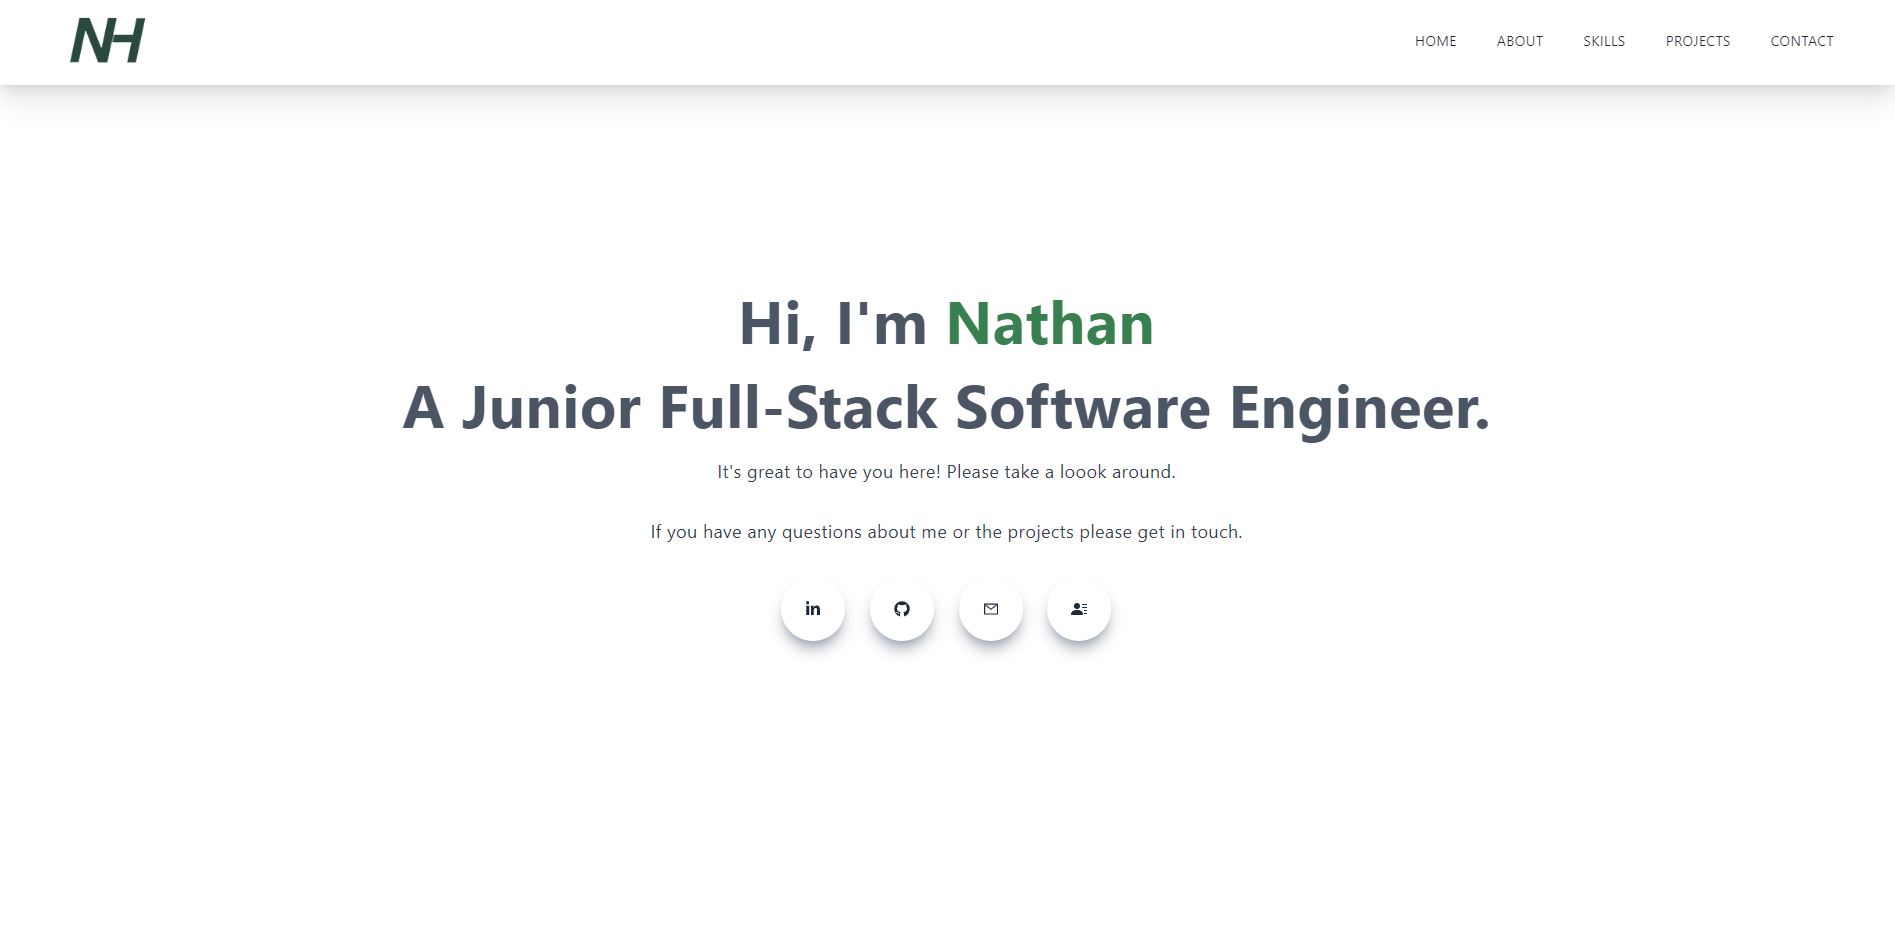 NH
HOME ABOUT SKILLS PROJECTS CONTACT
Hi, I'm Nathan
A Junior Full-Stack Software Engineer.
It's great to have you here! Please take a loook around.
If you have any questions about me or the projects please get in touch.
in